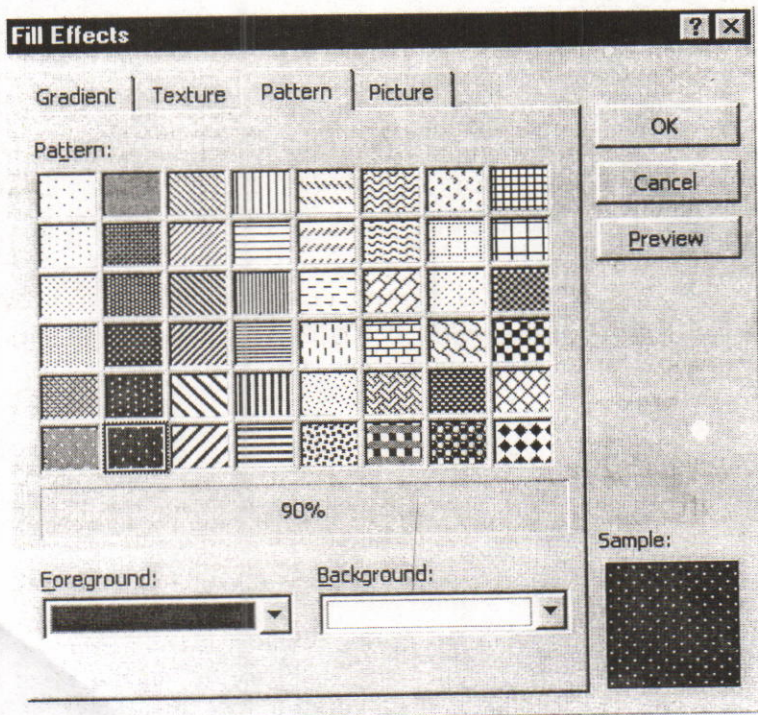 Fill Effects
Gradient Texture Pattern Picture
OK
Pattern:
Cancel
Preview
90%
Sample:
Foreground: Background: